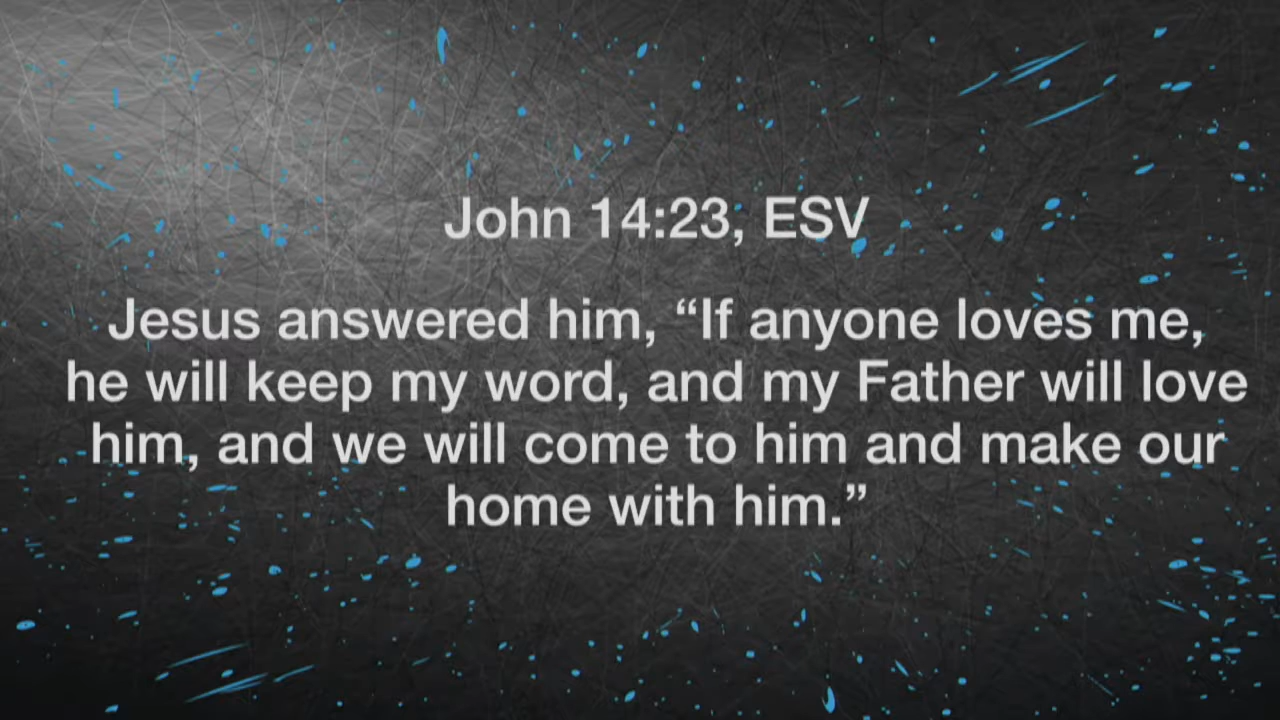 John 14:23, ESV
Jesus answered him, “If anyone loves me,
he will keep my word, and my Father will love
him, and we will come to him and make our
home with him.”